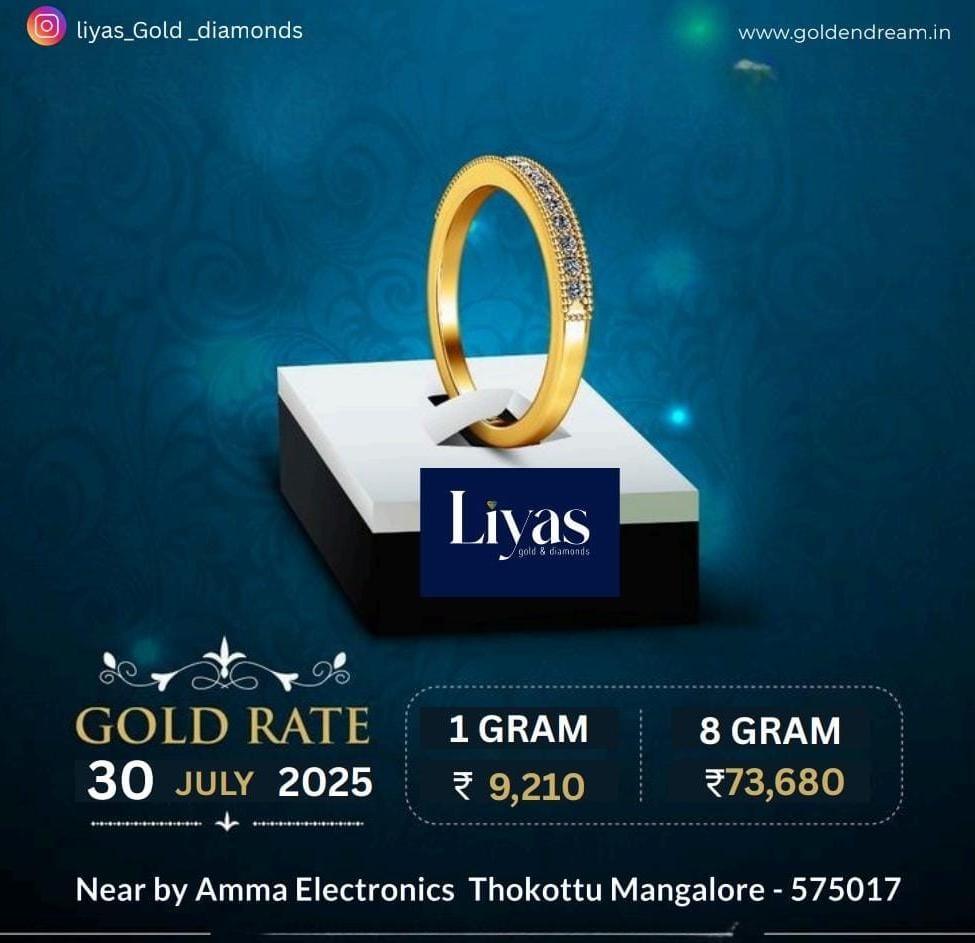 liyas_Gold _diamonds
www.goldendream.in
Liyas
gold & diamonds
GOLD RATE
30 JULY 2025
1 GRAM
₹ 9,210
8 GRAM
₹73,680
Near by Amma Electronics Thokottu Mangalore - 575017